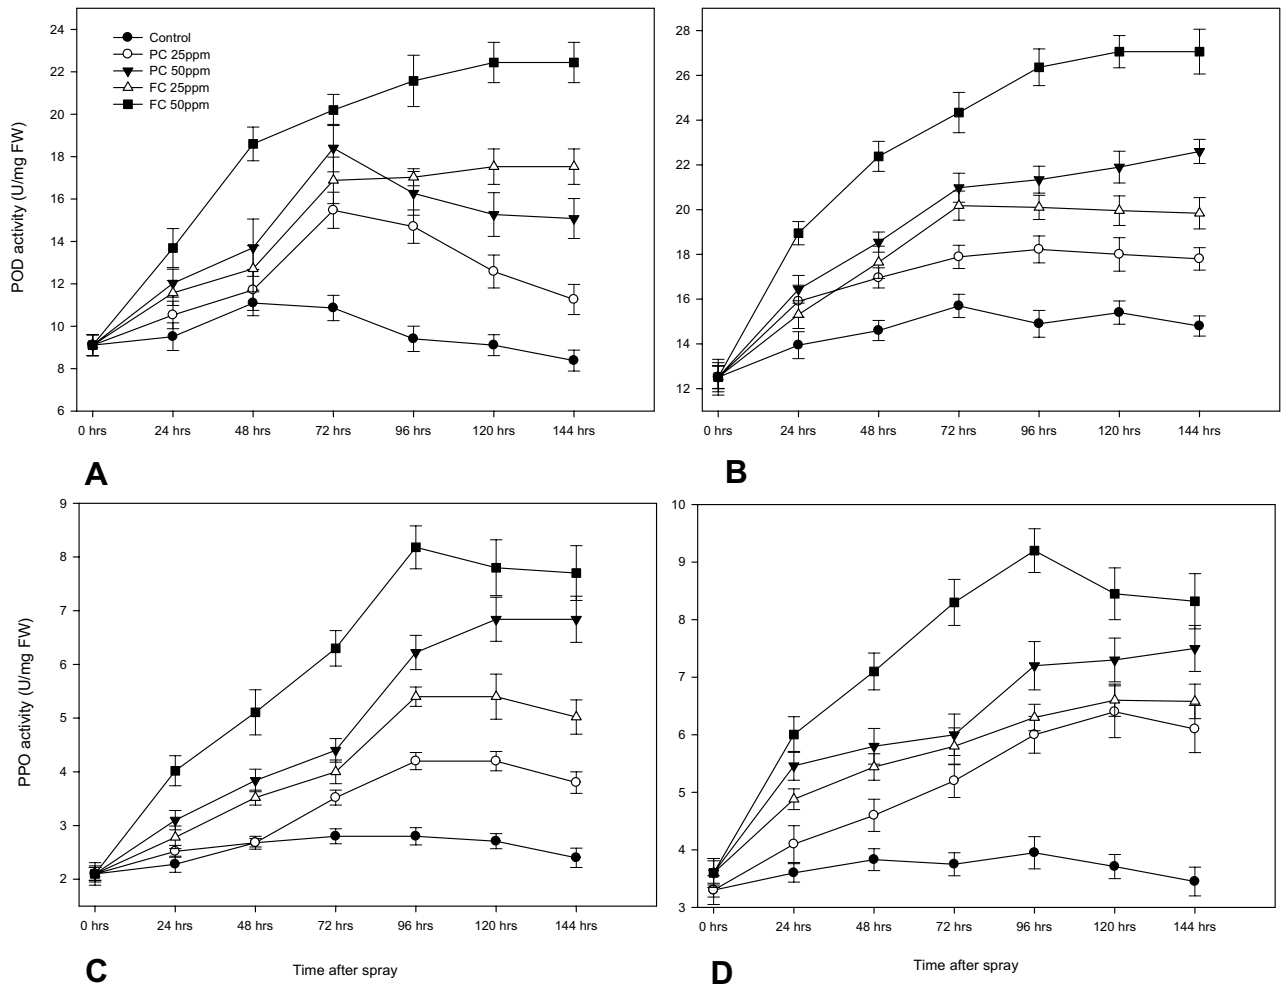 24
22
20
18
16
14
12
10
8
6
POD activity (U/mg FW)
Control
PC 25ppm
PC 50ppm
FC 25ppm
FC 50ppm
0 hrs 24 hrs 48 hrs 72 hrs 96 hrs 120 hrs 144 hrs
A
28
26
24
22
20
18
16
14
12
0 hrs 24 hrs 48 hrs 72 hrs 96 hrs 120 hrs 144 hrs
B
9
8
7
6
5
4
3
2
PPO activity (U/mg FW)
0 hrs 24 hrs 48 hrs 72 hrs 96 hrs 120 hrs 144 hrs
C
Time after spray
10
9
8
7
6
5
4
3
0 hrs 24 hrs 48 hrs 72 hrs 96 hrs 120 hrs 144 hrs
D
Time after spray